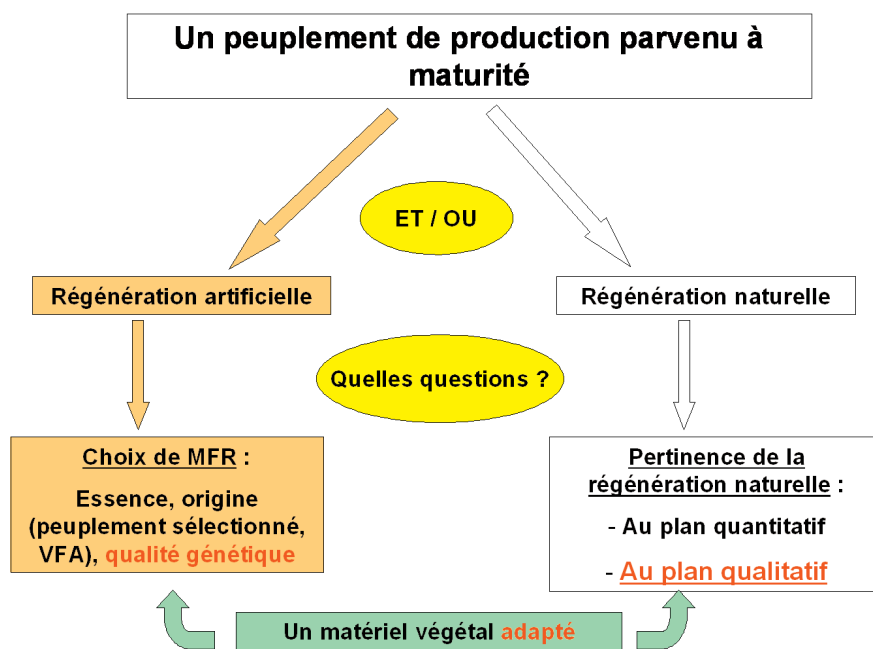 Un peuplement de production parvenu à
maturité
ET / OU
Régénération artificielle
Régénération naturelle
Quelles questions ?
Choix de MFR :
Essence, origine
(peuplement sélectionné,
VFA), qualité génétique
Pertinence de la
régénération naturelle :
- Au plan quantitatif
- Au plan qualitatif
Un matériel végétal adapté